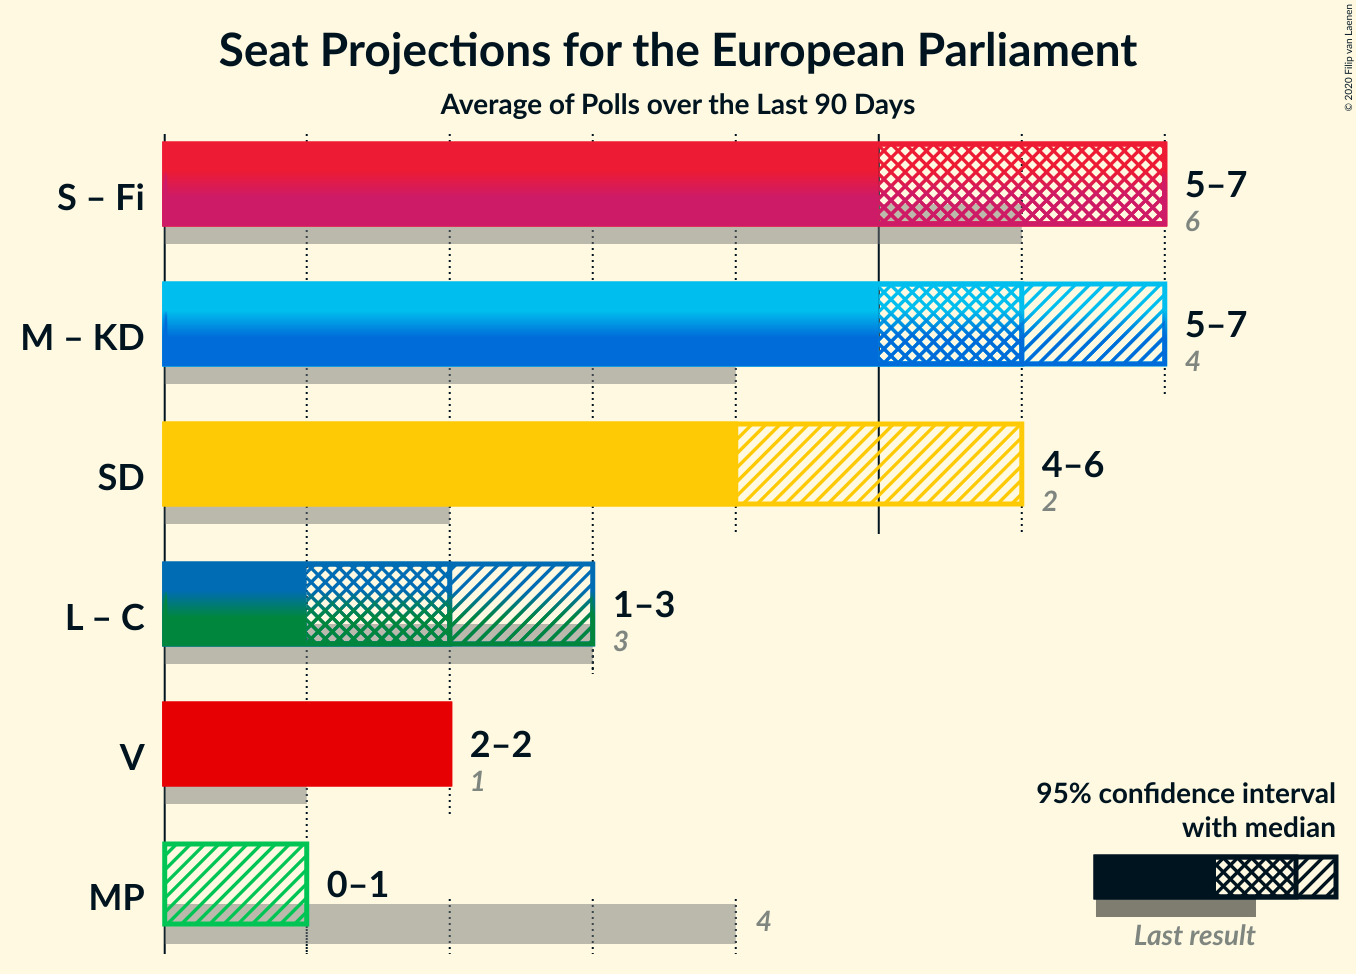 Seat Projections for the European Parliament
Average of Polls over the Last 90 Days
© 2020 Filip van Laenen
S – Fi
5–7
6
M – KD
5–7
4
SD
4–6
2
L – C
1–3
3
V
2–2
1
MP
0–1
4
95% confidence interval
with median
Last result